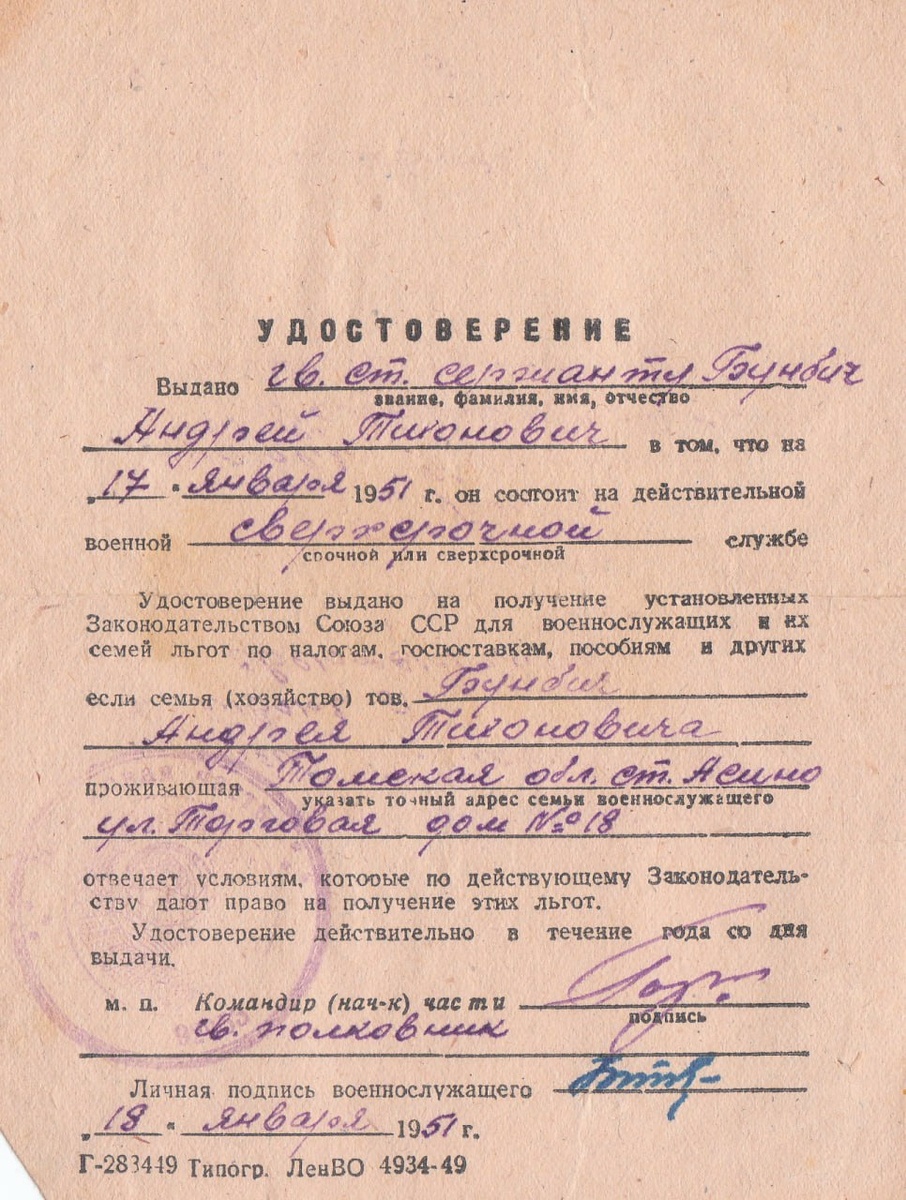 УДОСТОВЕРЕНИЕ
Выдано гв. ст. сержанту Бунбич
звание, фамилия, имя, отчество
Андрей Тихонович в том, что на
„17“ января 1951 г. он состоит на действительной
военной сверхсрочной службе
срочной или сверхсрочной
Удостоверение выдано на получение установленных
Законодательством Союза ССР для военнослужащих и их
семей льгот по налогам, госпоставкам, пособиям и других
если семья (хозяйство) тов. Бунбич
Андрея Тихоновича
проживающая Томская обл. ст. Асино
указать точный адрес семьи военнослужащего
ул. Торговая дом №18
отвечает условиям, которые по действующему Законодатель-
ству дают право на получение этих льгот.
Удостоверение действительно в течение года со дня
выдачи.
м. п. Командир (нач-к) части
подпись
гв. полковник
Личная подпись военнослужащего
„18“ января 1951 г.
Г-283449 Типогр. ЛенВО 4934-49